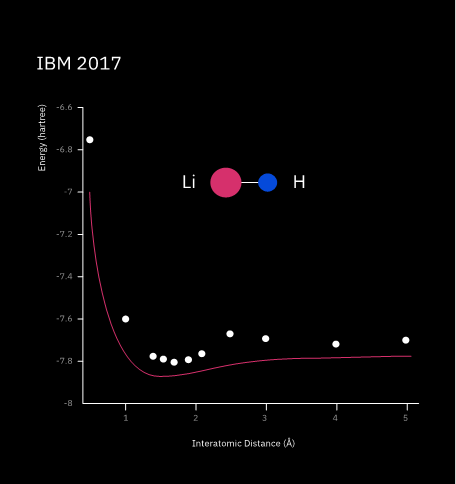 IBM 2017
Energy (hartree)
-6.6
-6.8
-7
-7.2
-7.4
-7.6
-7.8
-8
Li H
1 2 3 4 5
Interatomic Distance (Å)